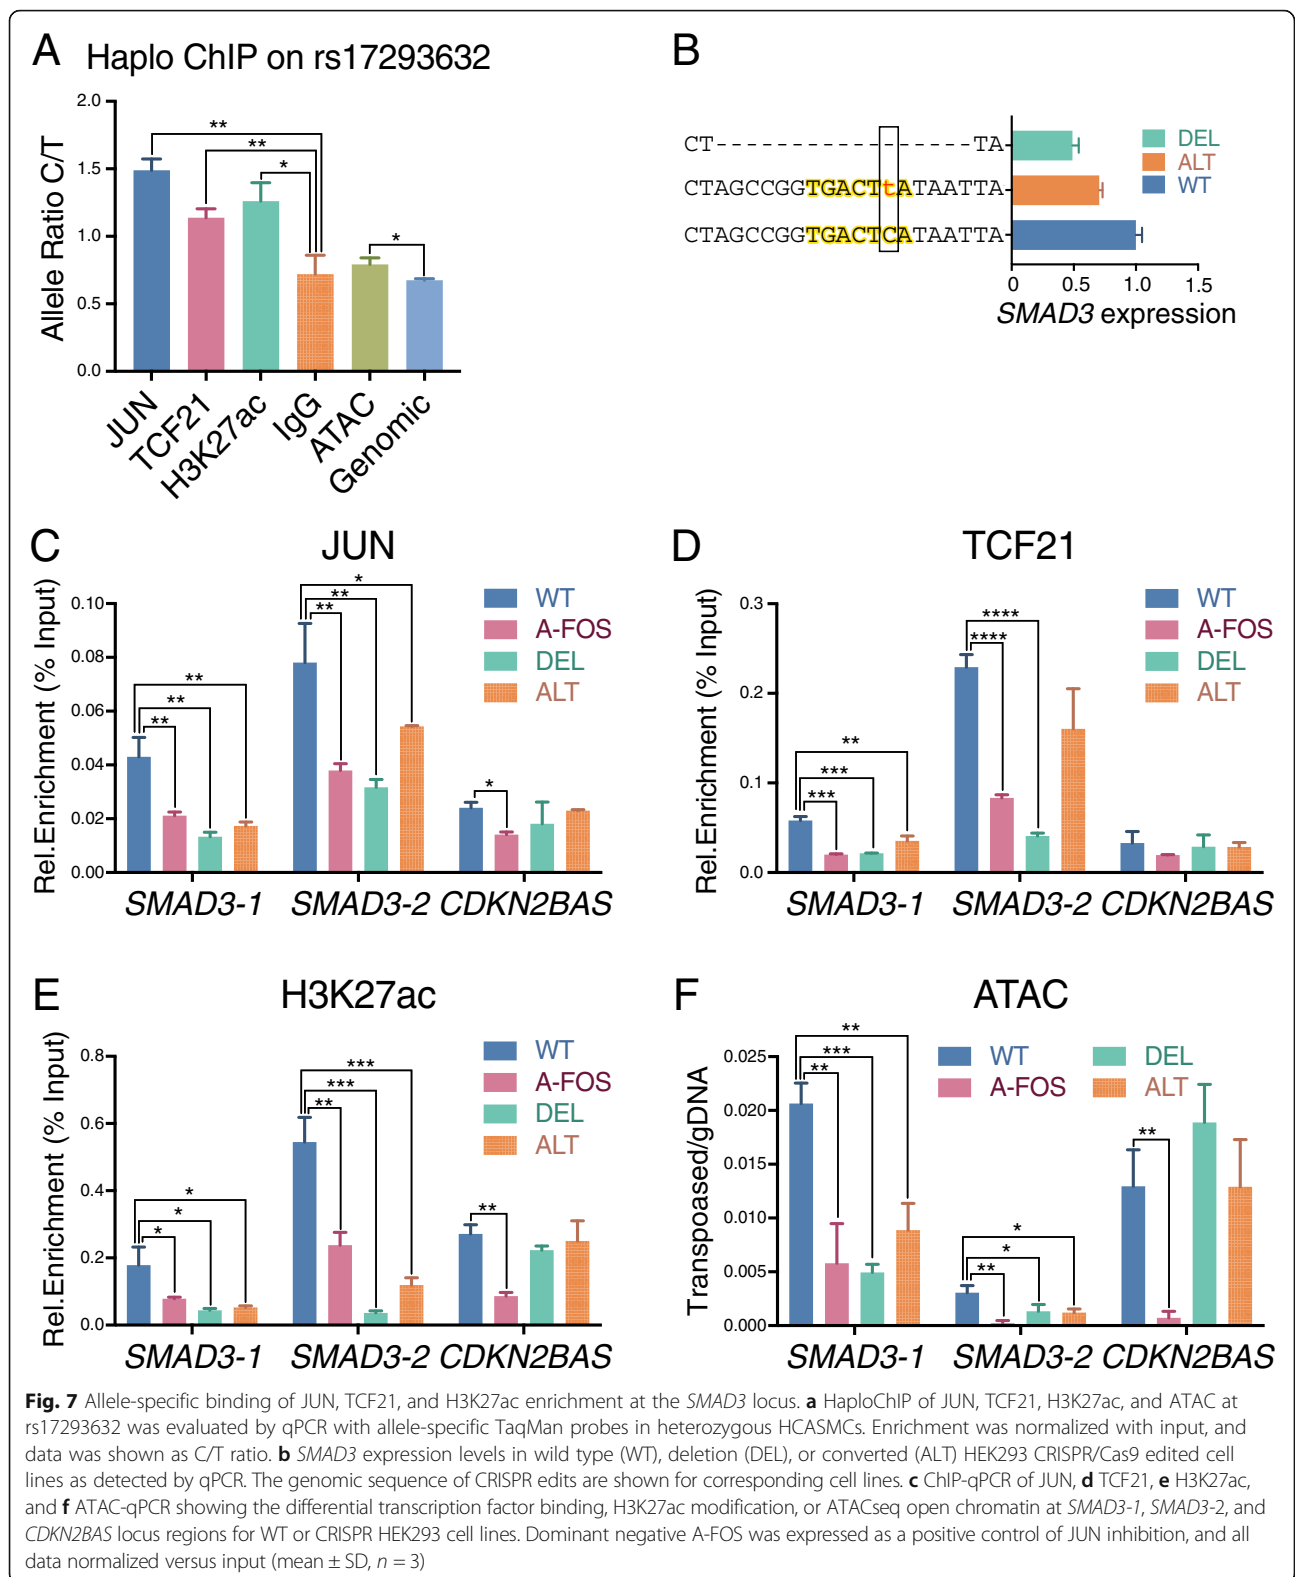 A Haplo ChIP on rs17293632
Allele Ratio C/T
2.0
1.5
1.0
0.5
0.0
**
**
*
*
JUN
TCF21
H3K27ac
IgG
ATAC
Genomic
B
CT--------------------TA
CTAGCCGGTGACTtATAATTA
CTAGCCGGTGACTCATAATTA
DEL
ALT
WT
0 0.5 1.0 1.5
SMAD3 expression
C JUN
Rel.Enrichment (% Input)
0.10
0.08
0.06
0.04
0.02
0.00
**
**
**
*
**
**
*
WT
A-FOS
DEL
ALT
SMAD3-1 SMAD3-2 CDKN2BAS
D TCF21
Rel.Enrichment (% Input)
0.3
0.2
0.1
0.0
**
***
***
****
****
WT
A-FOS
DEL
ALT
SMAD3-1 SMAD3-2 CDKN2BAS
E H3K27ac
Rel.Enrichment (% Input)
0.8
0.6
0.4
0.2
0.0
*
*
*
***
***
**
**
WT
A-FOS
DEL
ALT
SMAD3-1 SMAD3-2 CDKN2BAS
F ATAC
Transpoased/gDNA
0.025
0.020
0.015
0.010
0.005
0.000
**
***
**
*
*
**
**
WT DEL
A-FOS ALT
SMAD3-1 SMAD3-2 CDKN2BAS
Fig. 7 Allele-specific binding of JUN, TCF21, and H3K27ac enrichment at the SMAD3 locus. a HaploChIP of JUN, TCF21, H3K27ac, and ATAC at
rs17293632 was evaluated by qPCR with allele-specific TaqMan probes in heterozygous HCASMCs. Enrichment was normalized with input, and
data was shown as C/T ratio. b SMAD3 expression levels in wild type (WT), deletion (DEL), or converted (ALT) HEK293 CRISPR/Cas9 edited cell
lines as detected by qPCR. The genomic sequence of CRISPR edits are shown for corresponding cell lines. c ChIP-qPCR of JUN, d TCF21, e H3K27ac,
and f ATAC-qPCR showing the differential transcription factor binding, H3K27ac modification, or ATACseq open chromatin at SMAD3-1, SMAD3-2, and
CDKN2BAS locus regions for WT or CRISPR HEK293 cell lines. Dominant negative A-FOS was expressed as a positive control of JUN inhibition, and all
data normalized versus input (mean ± SD, n = 3)